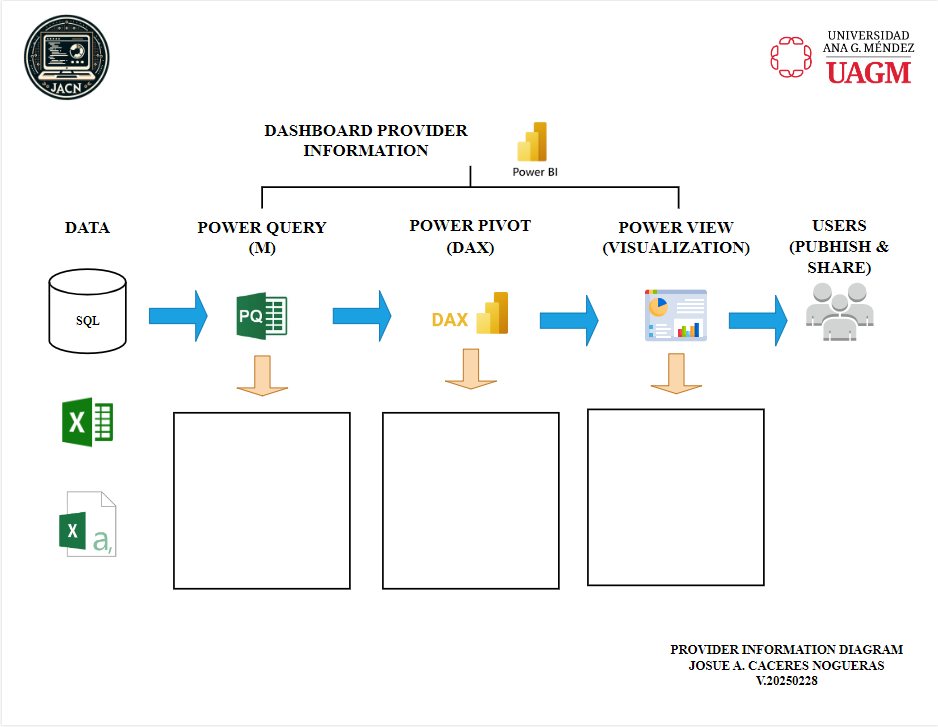 JACN
UNIVERSIDAD
ANA G. MÉNDEZ
UAGM
DASHBOARD PROVIDER
INFORMATION
Power BI
DATA
POWER QUERY
(M)
POWER PIVOT
(DAX)
POWER VIEW
(VISUALIZATION)
USERS
(PUBHISH &
SHARE)
SQL
PQ
DAX
X
X
a,
PROVIDER INFORMATION DIAGRAM
JOSUE A. CACERES NOGUERAS
V.20250228